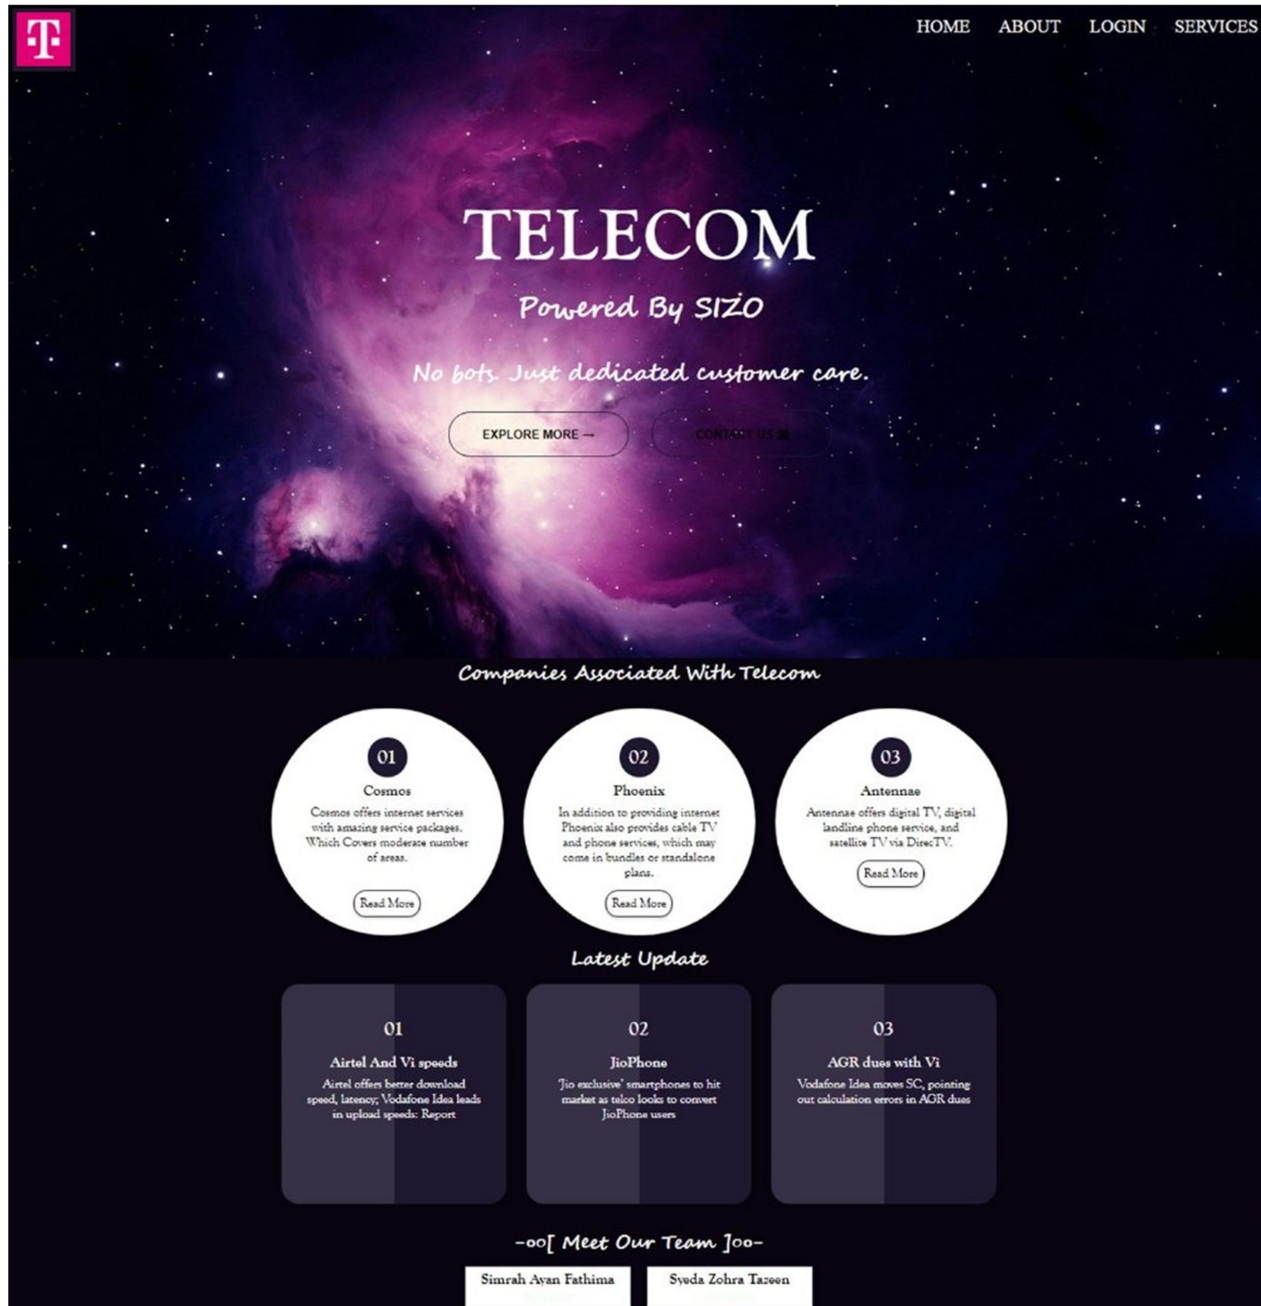 T
HOME ABOUT LOGIN SERVICES
TELECOM
Powered By SIZO
No bots. Just dedicated customer care.
EXPLORE MORE → CONTACT US
Companies Associated With Telecom
01
Cosmos
Cosmos offers internet services
with amazing service packages.
Which Covers moderate number
of areas.
Read More
02
Phoenix
In addition to providing internet
Phoenix also provides cable TV
and phone services, which may
come in bundles or standalone
plans.
Read More
03
Antennae
Antennae offers digital TV, digital
landline phone service, and
satellite TV via DirecTV.
Read More
Latest Update
01
Airtel And Vi speeds
Airtel offers better download
speed, latency; Vodafone Idea leads
in upload speeds: Report
02
JioPhone
'Jio exclusive' smartphones to hit
market as telco looks to convert
JioPhone users
03
AGR dues with Vi
Vodafone Idea moves SC, pointing
out calculation errors in AGR dues
-oo[ Meet Our Team ]oo-
Simrah Ayan Fathima
Syeda Zohra Tazeen